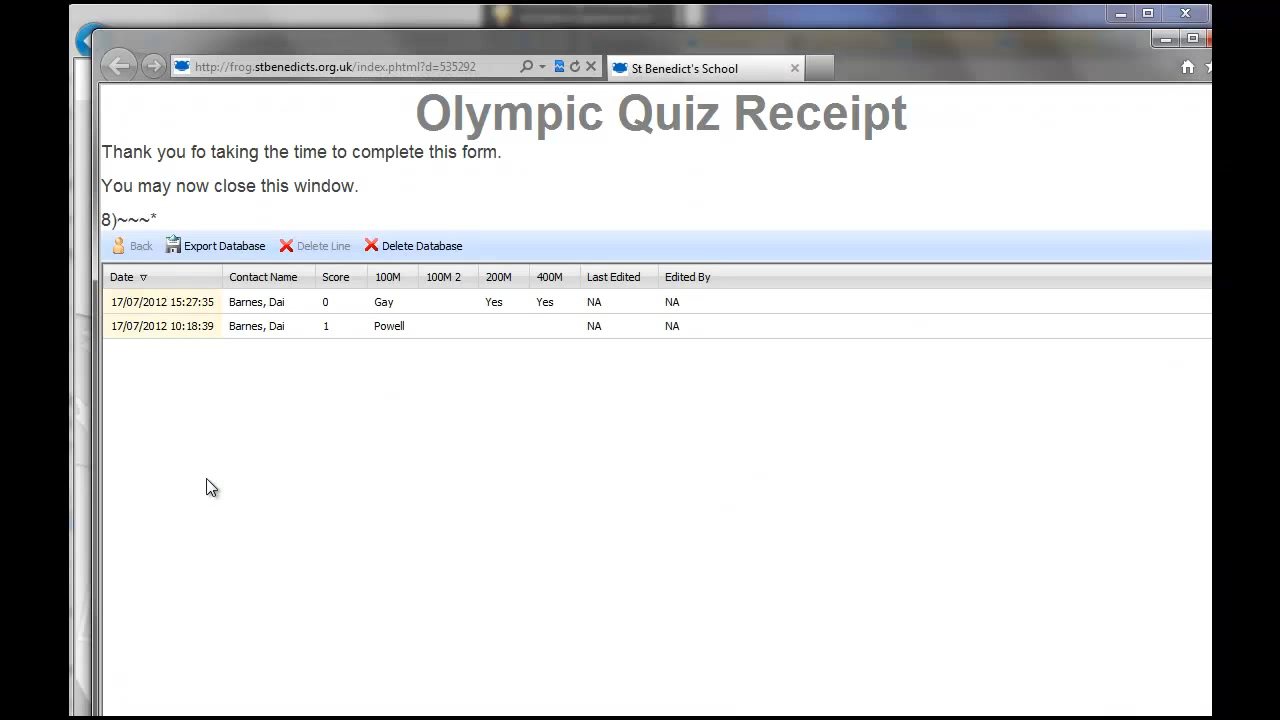 http://frog.stbenedicts.org.uk/index.phtml?d=535292
St Benedict's School
Olympic Quiz Receipt
Thank you fo taking the time to complete this form.
You may now close this window.
8)~~~*
Back Export Database Delete Line Delete Database
Date Contact Name Score 100M 100M 2 200M 400M Last Edited Edited By
17/07/2012 15:27:35 Barnes, Dai 0 Gay Yes Yes NA NA
17/07/2012 10:18:39 Barnes, Dai 1 Powell NA NA